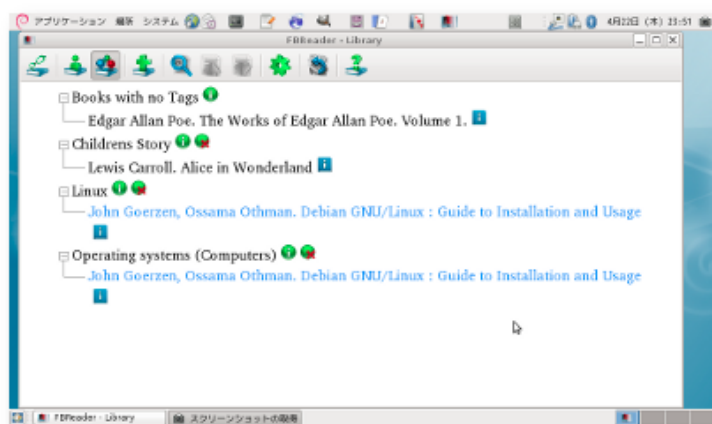 アプリケーション 場所 システム 4月22日 (木) 23:51
FBReader - Library
Books with no Tags
Edgar Allan Poe. The Works of Edgar Allan Poe. Volume 1.
Childrens Story
Lewis Carroll. Alice in Wonderland
Linux
John Goerzen, Ossama Othman. Debian GNU/Linux : Guide to Installation and Usage
Operating systems (Computers)
John Goerzen, Ossama Othman. Debian GNU/Linux : Guide to Installation and Usage
FBReader - Library スクリーンショットの保存